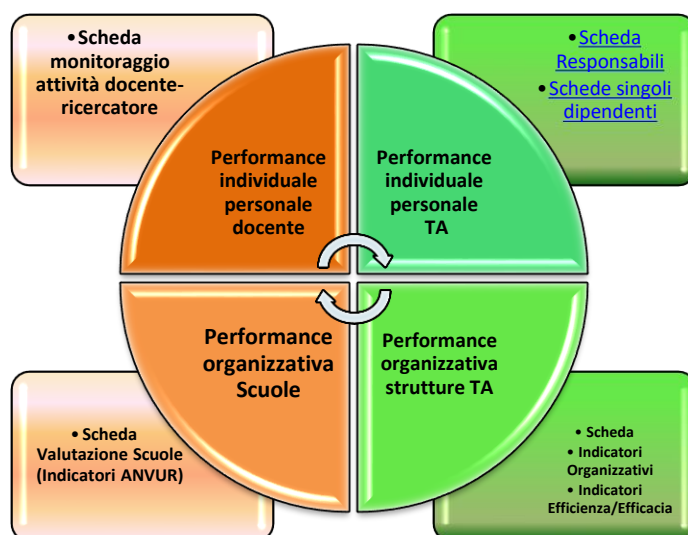 • Scheda
monitoraggio
attività docente-
ricercatore
• Scheda
Responsabili
• Schede singoli
dipendenti
Performance
individuale
personale
docente
Performance
individuale
personale
TA
Performance
organizzativa
Scuole
Performance
organizzativa
strutture TA
• Scheda
Valutazione Scuole
(Indicatori ANVUR)
• Scheda
• Indicatori
Organizzativi
• Indicatori
Efficienza/Efficacia